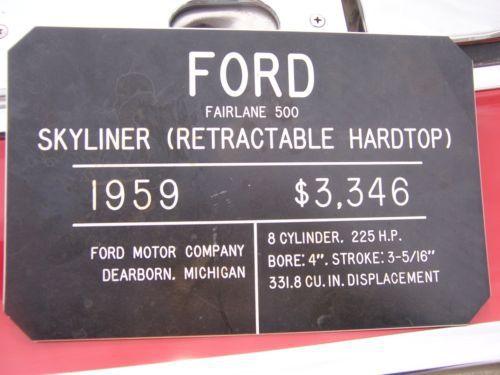 FORD
FAIRLANE 500
SKYLINER (RETRACTABLE HARDTOP)
1959 $3,346
FORD MOTOR COMPANY
DEARBORN, MICHIGAN
8 CYLINDER, 225 H.P.
BORE: 4", STROKE: 3-5/16"
331.8 CU. IN. DISPLACEMENT